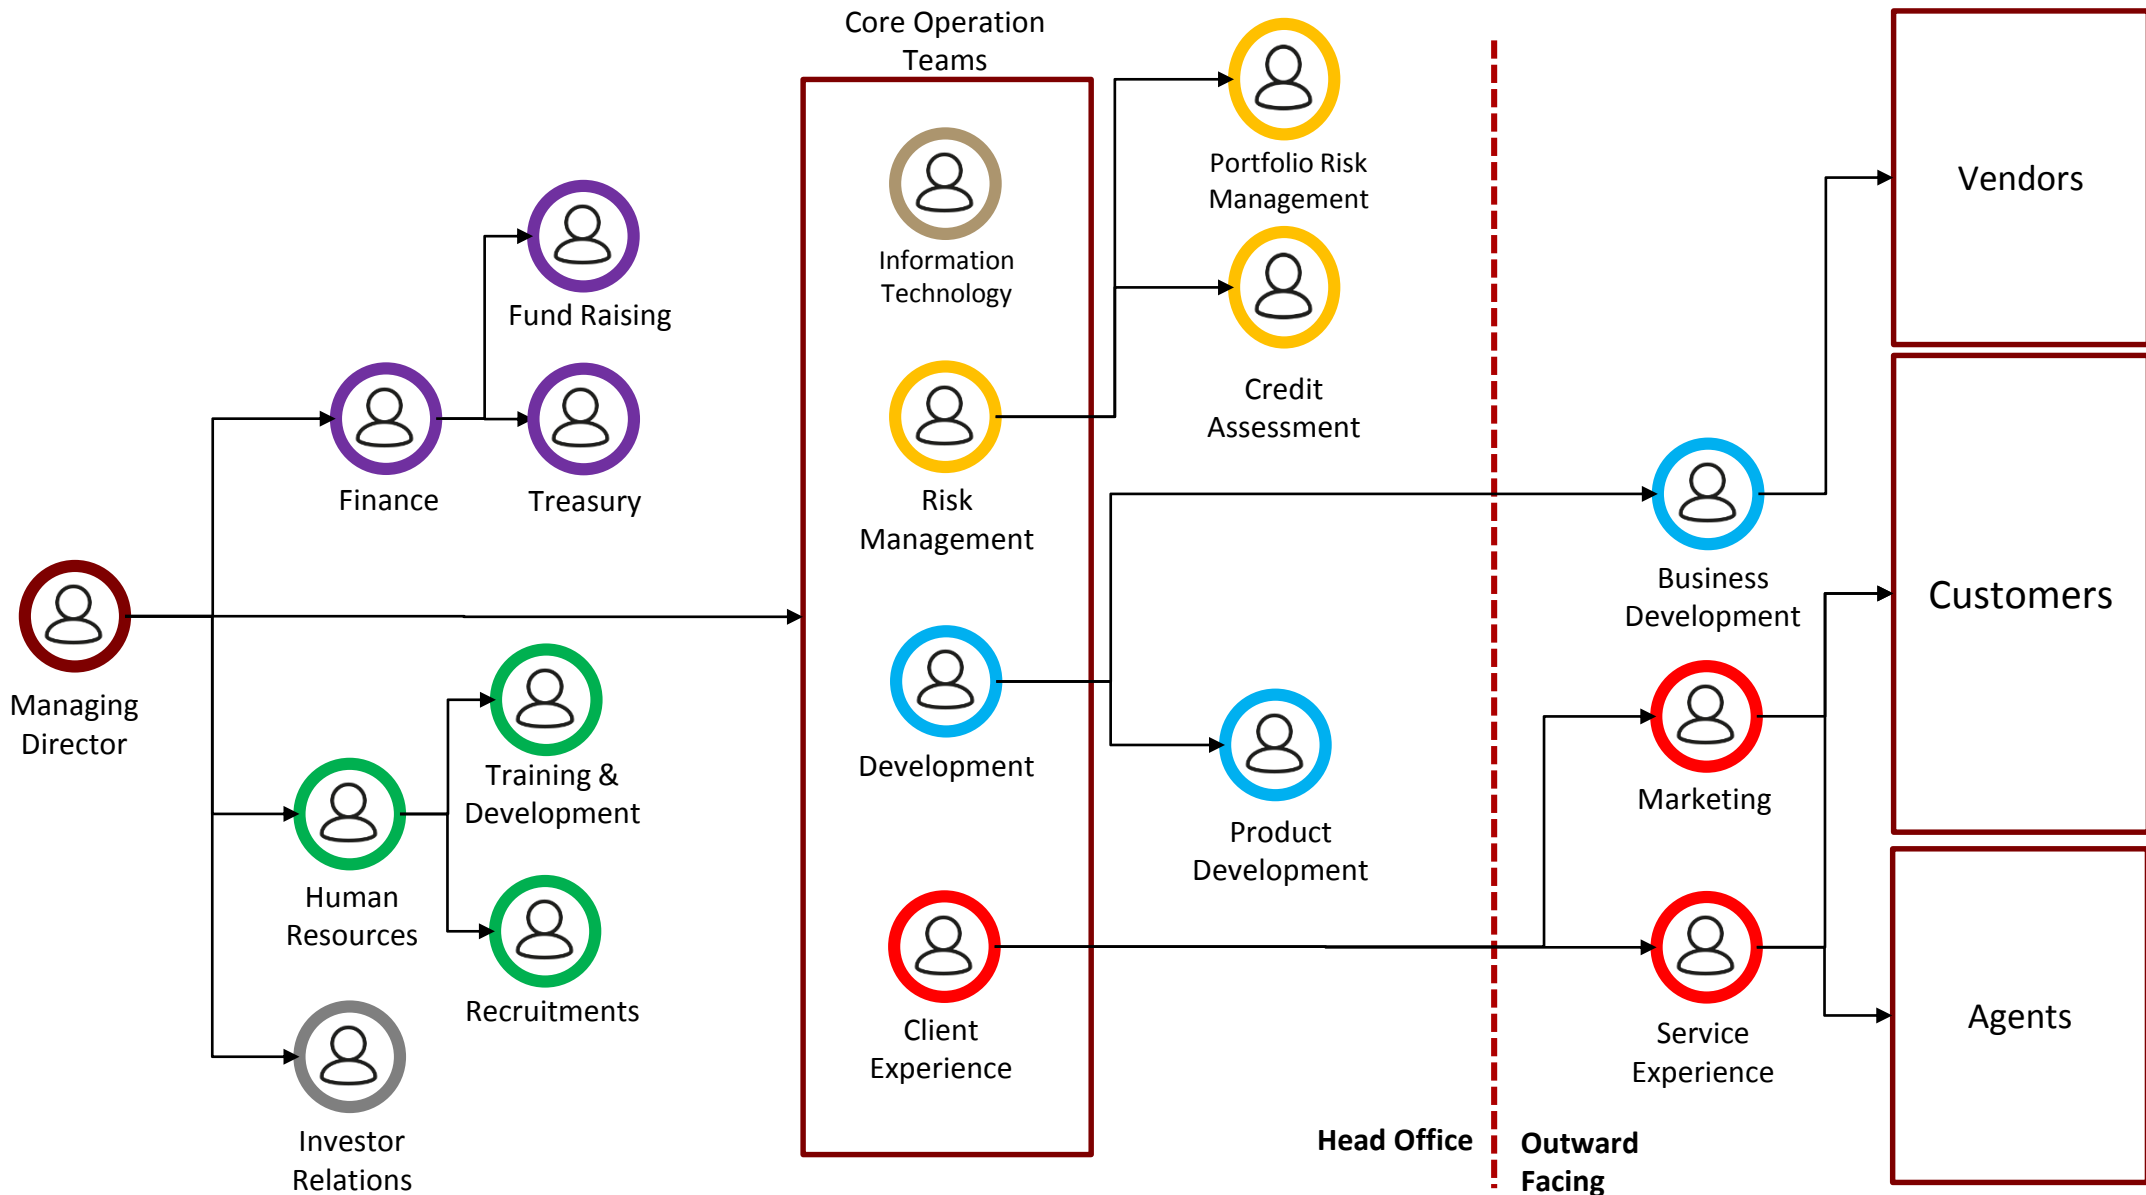 Core Operation
Teams
Portfolio Risk
Management
Vendors
Information
Technology
Fund Raising
Credit
Assessment
Finance
Treasury
Risk
Management
Business
Development
Customers
Managing
Director
Training &
Development
Development
Marketing
Product
Development
Human
Resources
Recruitments
Client
Experience
Service
Experience
Agents
Investor
Relations
Head Office
Outward
Facing